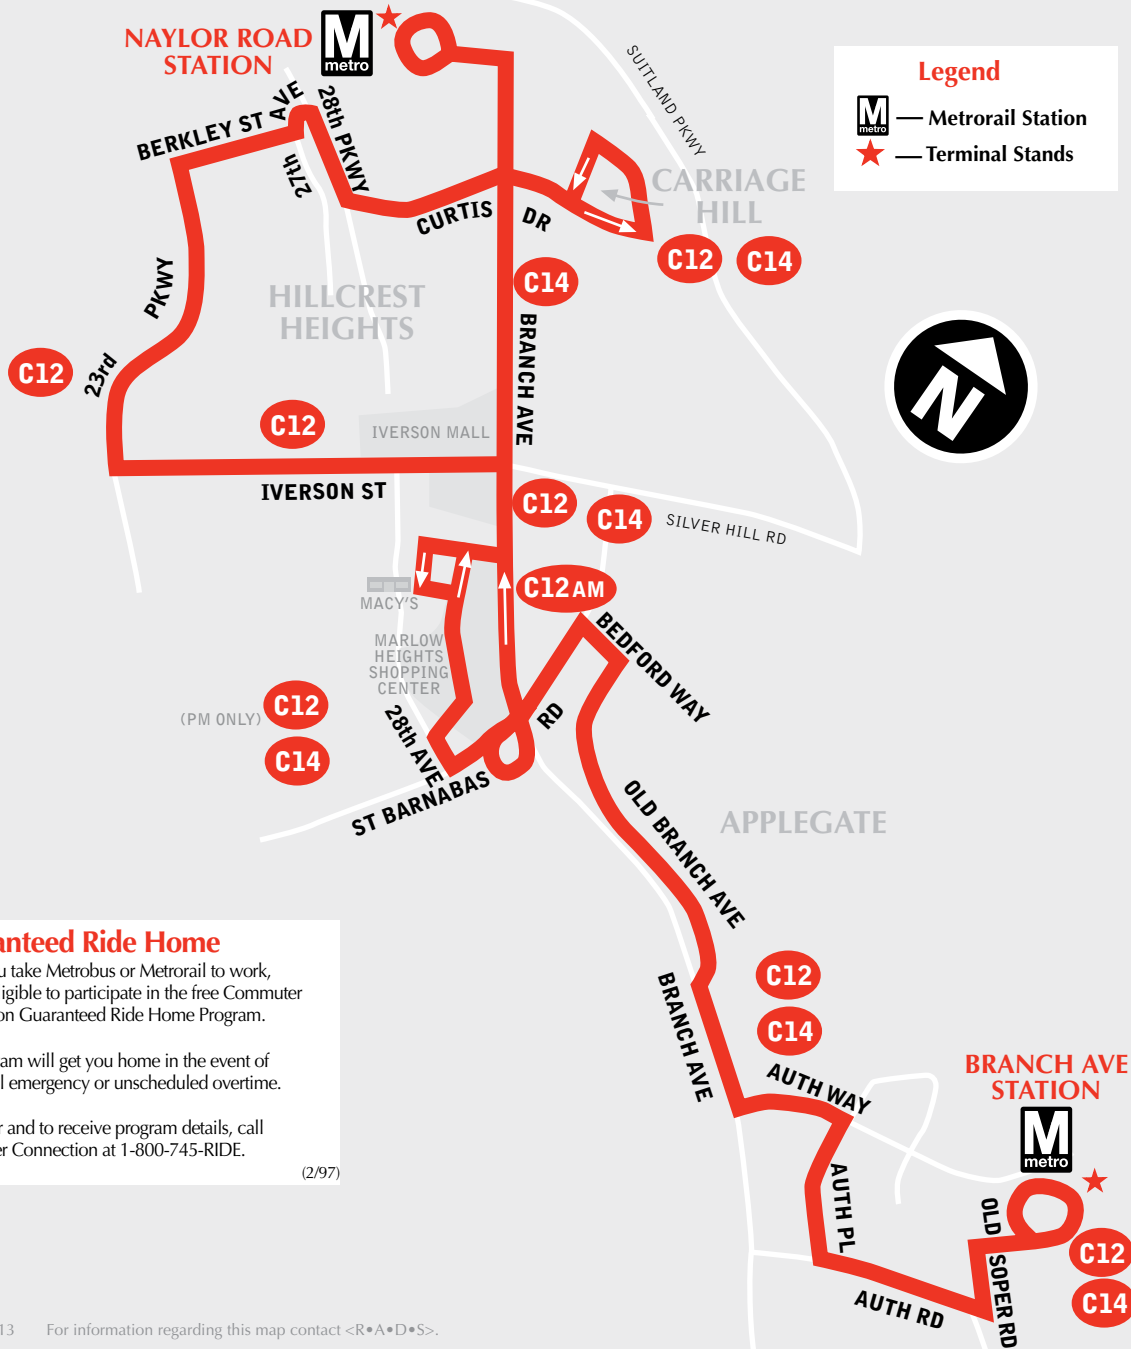 NAYLOR ROAD
STATION
M
metro
SUITLAND PKWY
Legend
M
metro
— Metrorail Station
— Terminal Stands
BERKLEY ST
AVE
27th
28th PKWY
CURTIS DR
CARRIAGE
HILL
C12
C14
C14
HILLCREST
HEIGHTS
PKWY
23rd
C12
BRANCH AVE
N
C12
IVERSON MALL
IVERSON ST
C12
C14
SILVER HILL RD
C12 AM
MACY'S
MARLOW
HEIGHTS
SHOPPING
CENTER
BEDFORD WAY
(PM ONLY)
C12
C14
28th AVE
ST BARNABAS RD
OLD BRANCH AVE
APPLEGATE
BRANCH AVE
C12
C14
AUTH WAY
AUTH PL
AUTH RD
BRANCH AVE
STATION
M
metro
OLD SOPER RD
C12
C14
anteed Ride Home
u take Metrobus or Metrorail to work,
ligible to participate in the free Commuter
on Guaranteed Ride Home Program.
am will get you home in the event of
l emergency or unscheduled overtime.
r and to receive program details, call
er Connection at 1-800-745-RIDE.
(2/97)
13 For information regarding this map contact <R•A•D•S>.